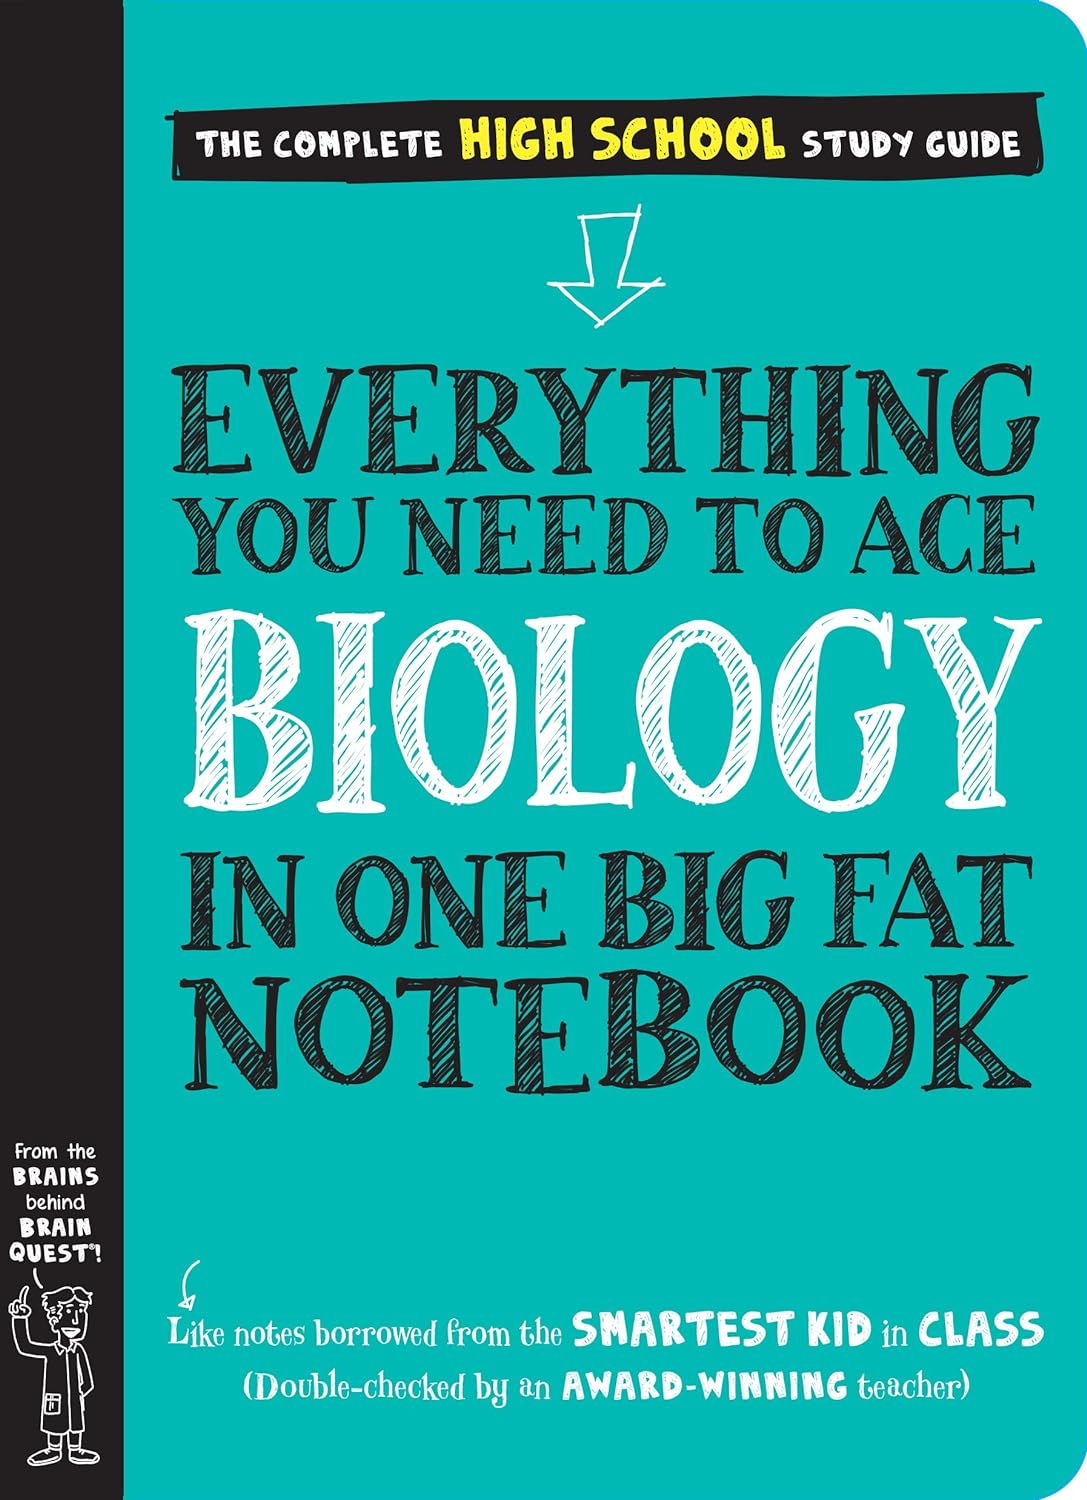 THE COMPLETE HIGH SCHOOL STUDY GUIDE
EVERYTHING
YOU NEED TO ACE
BIOLOGY
IN ONE BIG FAT
NOTEBOOK
From the
BRAINS
behind
BRAIN
QUEST®!
Like notes borrowed from the SMARTEST KID in CLASS
(Double-checked by an AWARD-WINNING teacher)